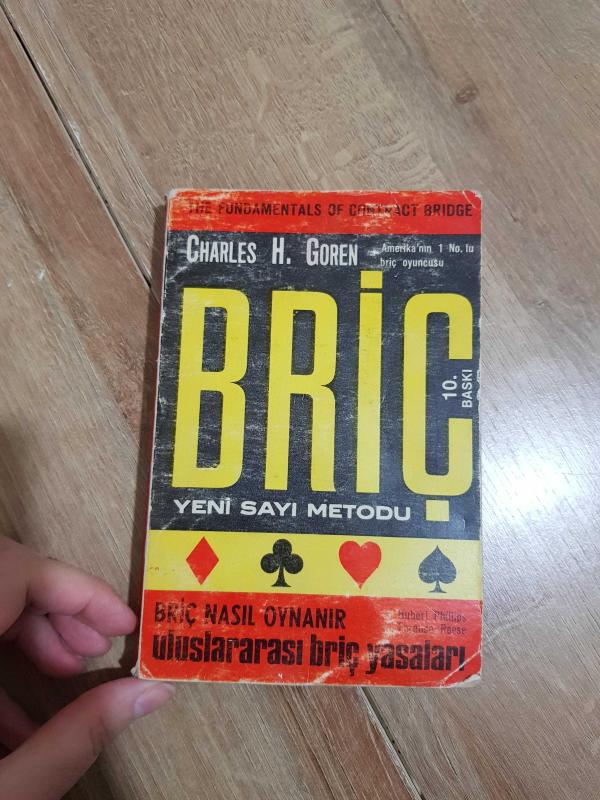 THE FUNDAMENTALS OF CONTRACT BRIDGE
CHARLES H. GOREN
Amerika'nın 1 No. lu
briç oyuncusu
BRİÇ
10.
BASKI
YENİ SAYI METODU
BRİÇ NASIL OYNANIR
Hubert Phillips
Terence Reese
uluslararası briç yasaları